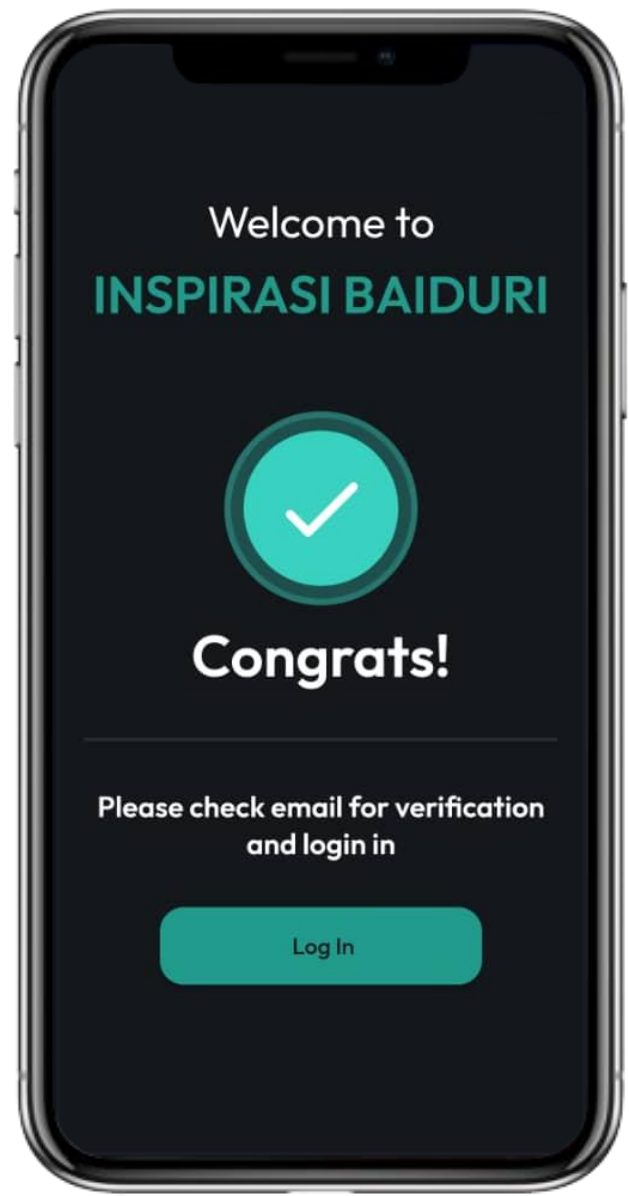 Welcome to
INSPIRASI BAIDURI
Congrats!
Please check email for verification
and login in
Log In